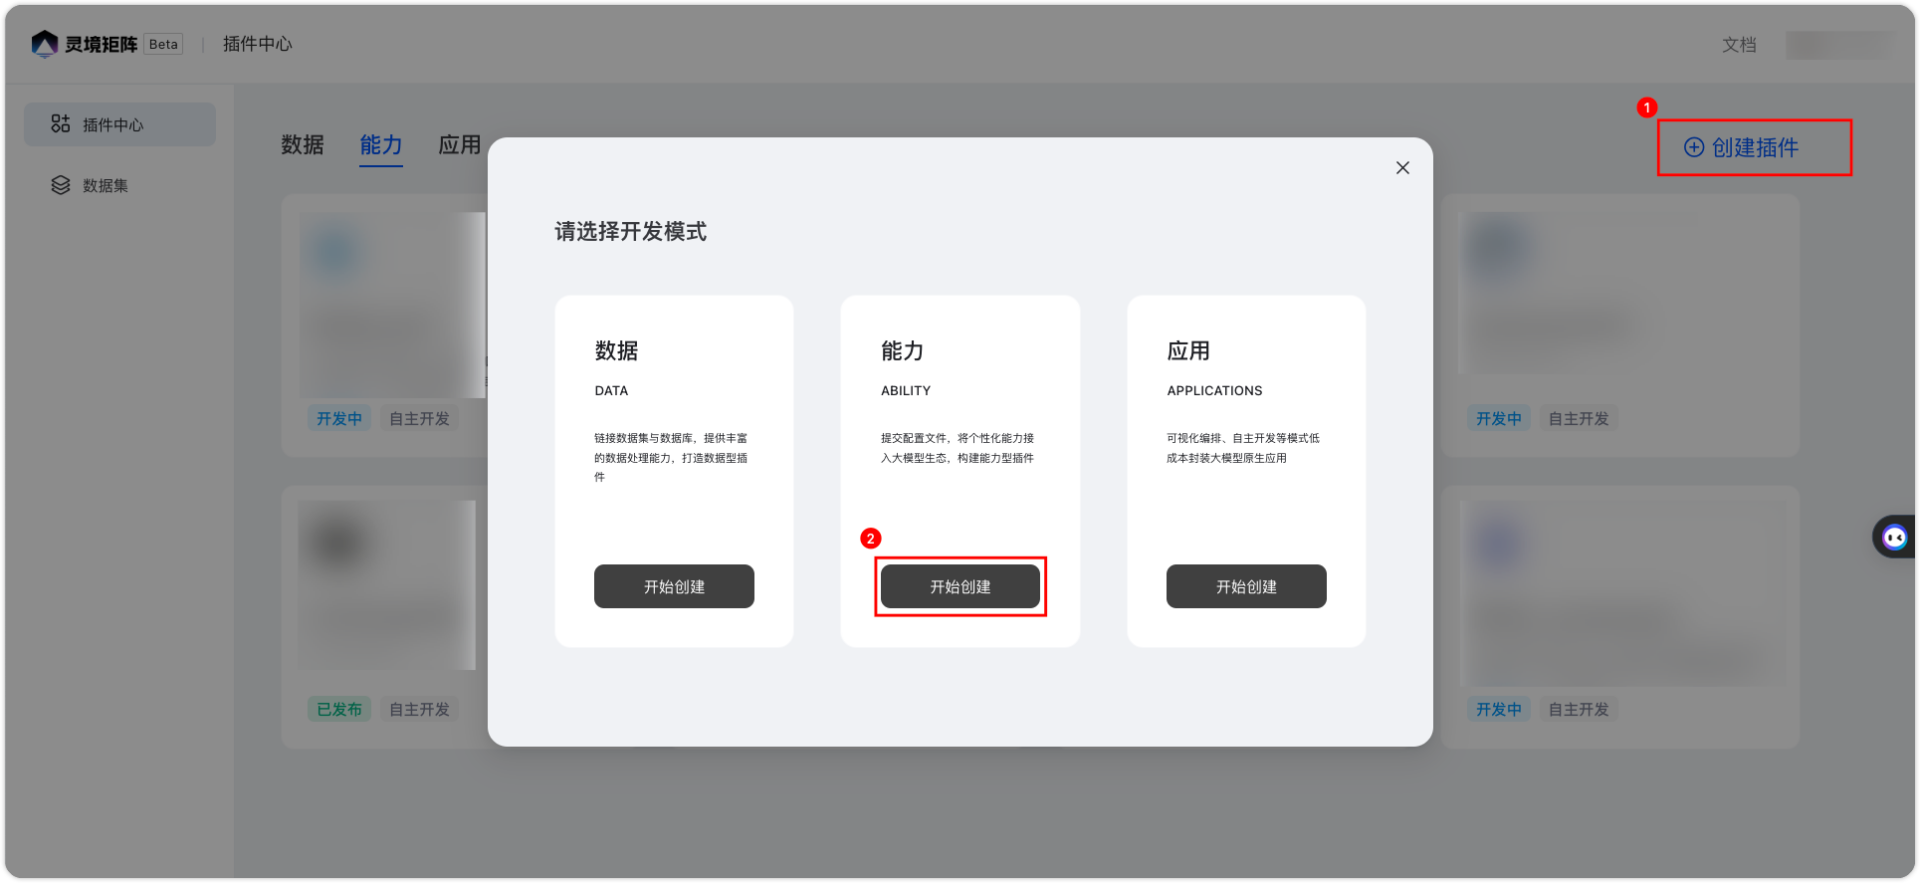 灵境矩阵 Beta | 插件中心
文档
插件中心
数据集
数据 能力 应用
1
创建插件
请选择开发模式
数据
DATA
链接数据集与数据库，提供丰富
的数据处理能力，打造数据型插
件
开始创建
能力
ABILITY
提交配置文件，将个性化能力接
入大模型生态，构建能力型插件
2
开始创建
应用
APPLICATIONS
可视化编排、自主开发等模式低
成本封装大模型原生应用
开始创建
开发中 自主开发
开发中 自主开发
已发布 自主开发
开发中 自主开发